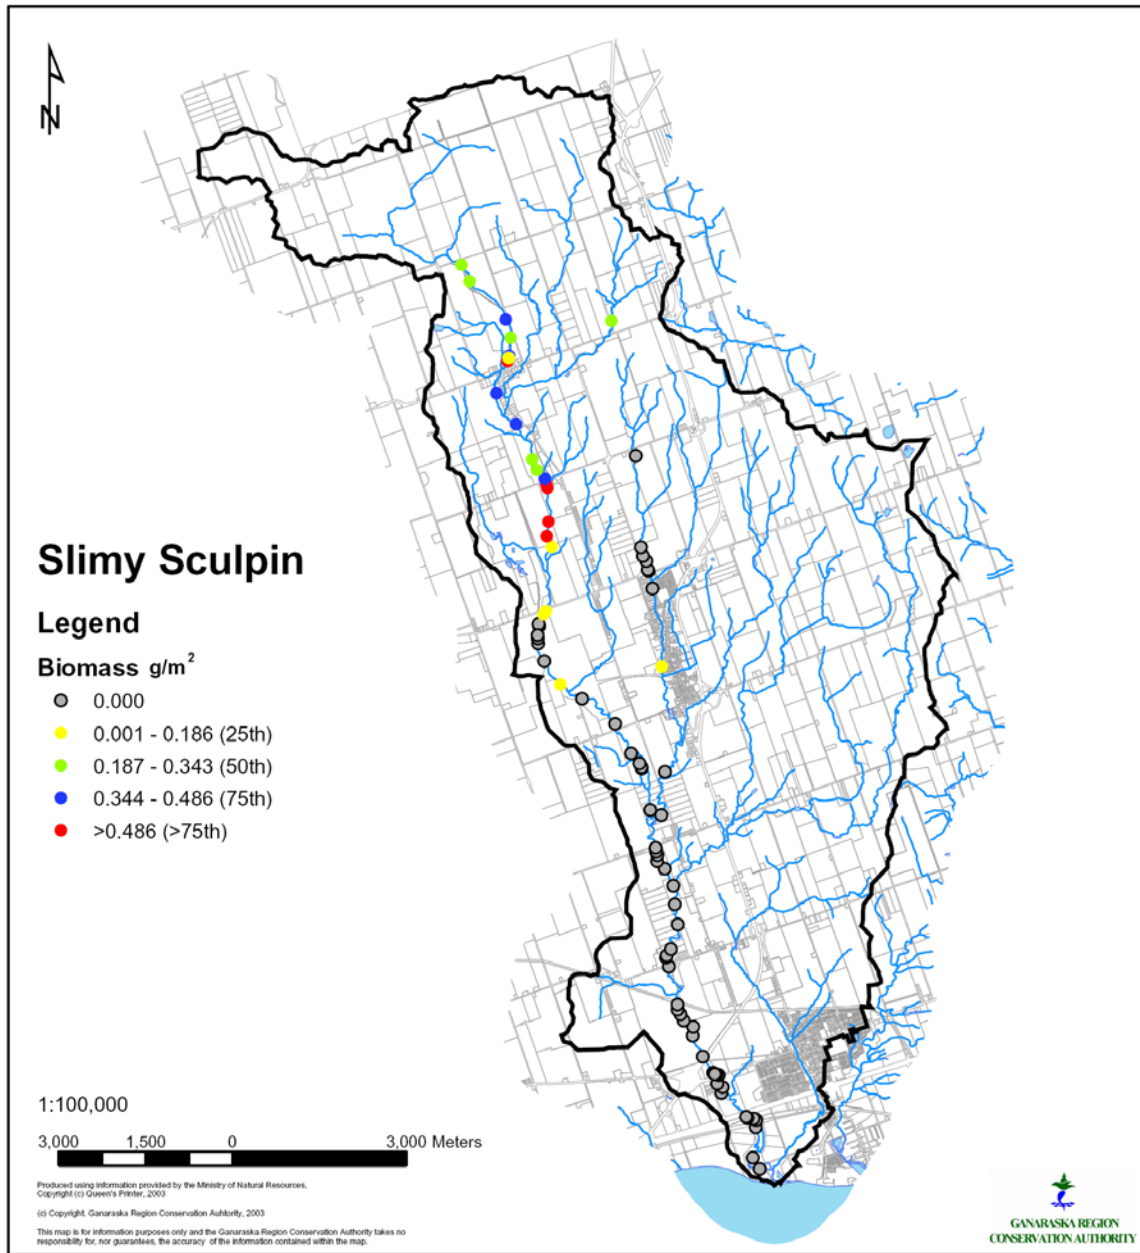 N
Slimy Sculpin
Legend
Biomass g/m²
0.000
0.001 - 0.186 (25th)
0.187 - 0.343 (50th)
0.344 - 0.486 (75th)
>0.486 (>75th)
1:100,000
3,000 1,500 0 3,000 Meters
Produced using information provided by the Ministry of Natural Resources,
Copyright (c) Queen's Printer, 2003
(c) Copyright, Ganaraska Region Conservation Auhtority, 2003
This map is for information purposes only and the Ganaraska Region Conservation Authority takes no
responsiblity for, nor guarantees, the accuracy of the information contained within the map.
GANARASKA REGION
CONSERVATION AUTHORITY